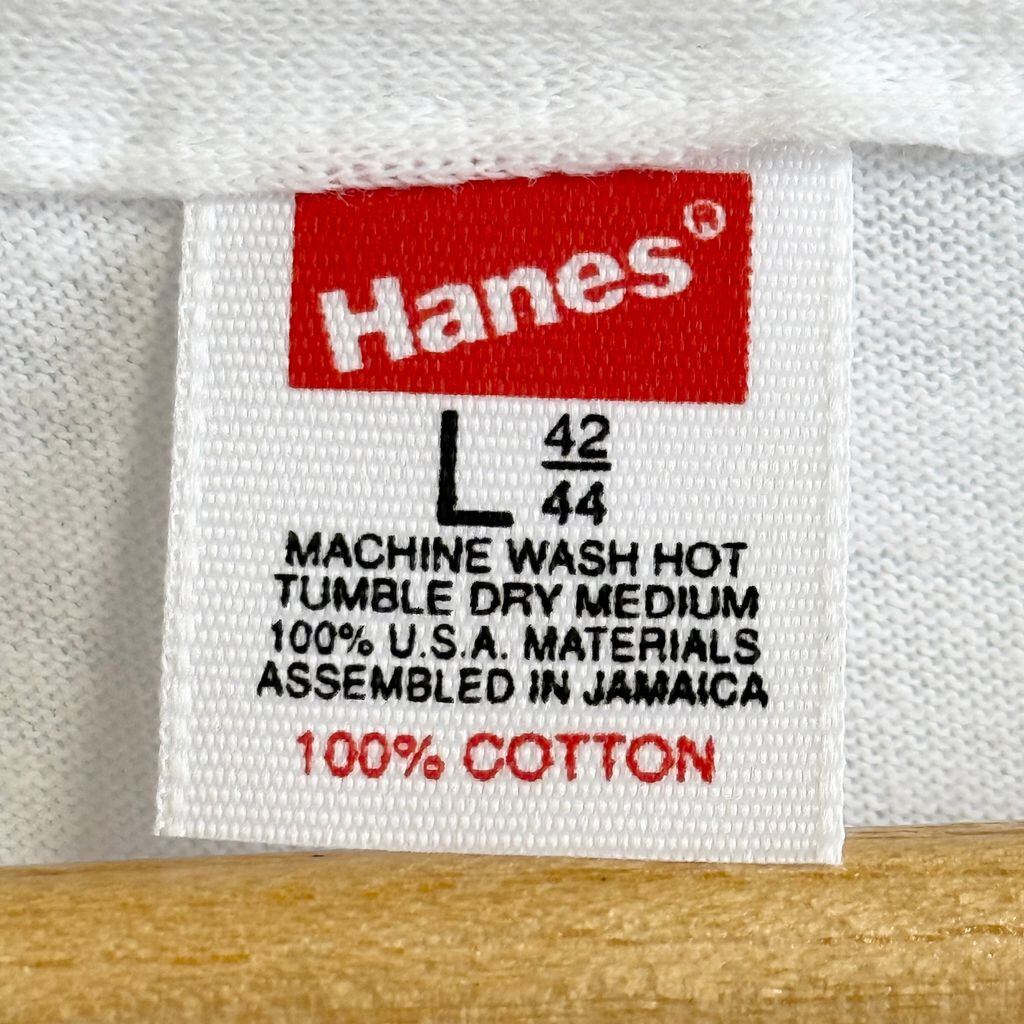 Hanes®
L 42/44
MACHINE WASH HOT
TUMBLE DRY MEDIUM
100% U.S.A. MATERIALS
ASSEMBLED IN JAMAICA
100% COTTON